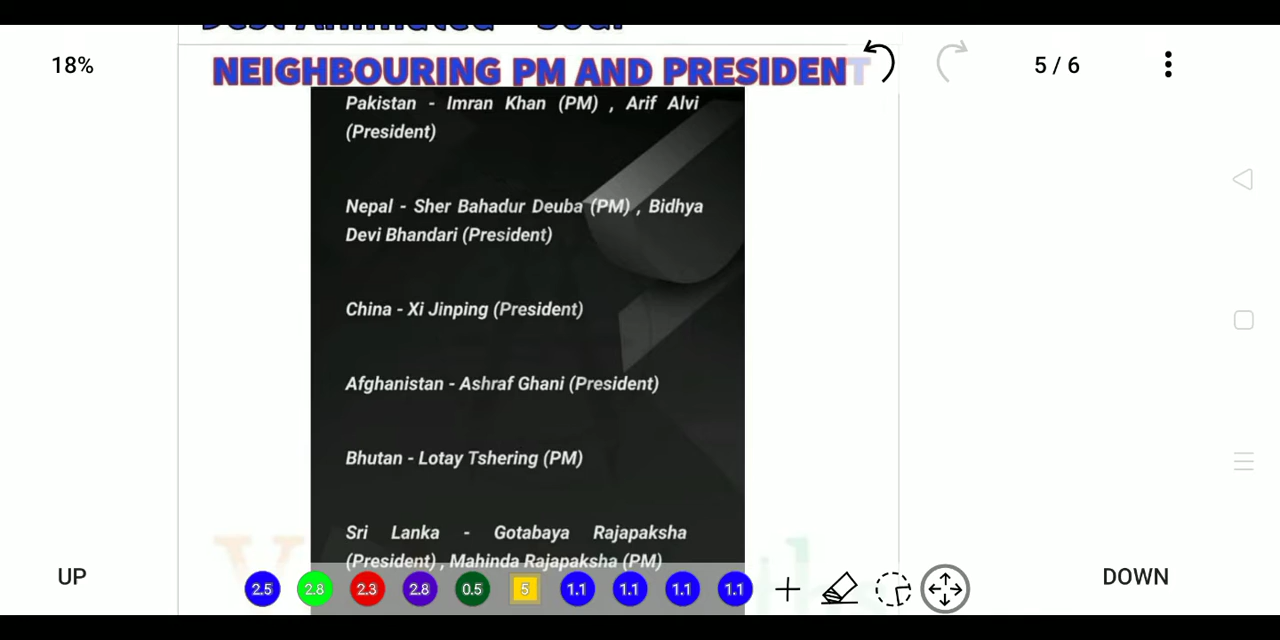 18%
NEIGHBOURING PM AND PRESIDENT
5 / 6
Pakistan - Imran Khan (PM) , Arif Alvi
(President)
Nepal - Sher Bahadur Deuba (PM) , Bidhya
Devi Bhandari (President)
China - Xi Jinping (President)
Afghanistan - Ashraf Ghani (President)
Bhutan - Lotay Tshering (PM)
Sri Lanka - Gotabaya Rajapaksha
(President) , Mahinda Rajapaksha (PM)
UP
2.5 2.8 2.3 2.8 0.5 5 1.1 1.1 1.1 1.1
DOWN